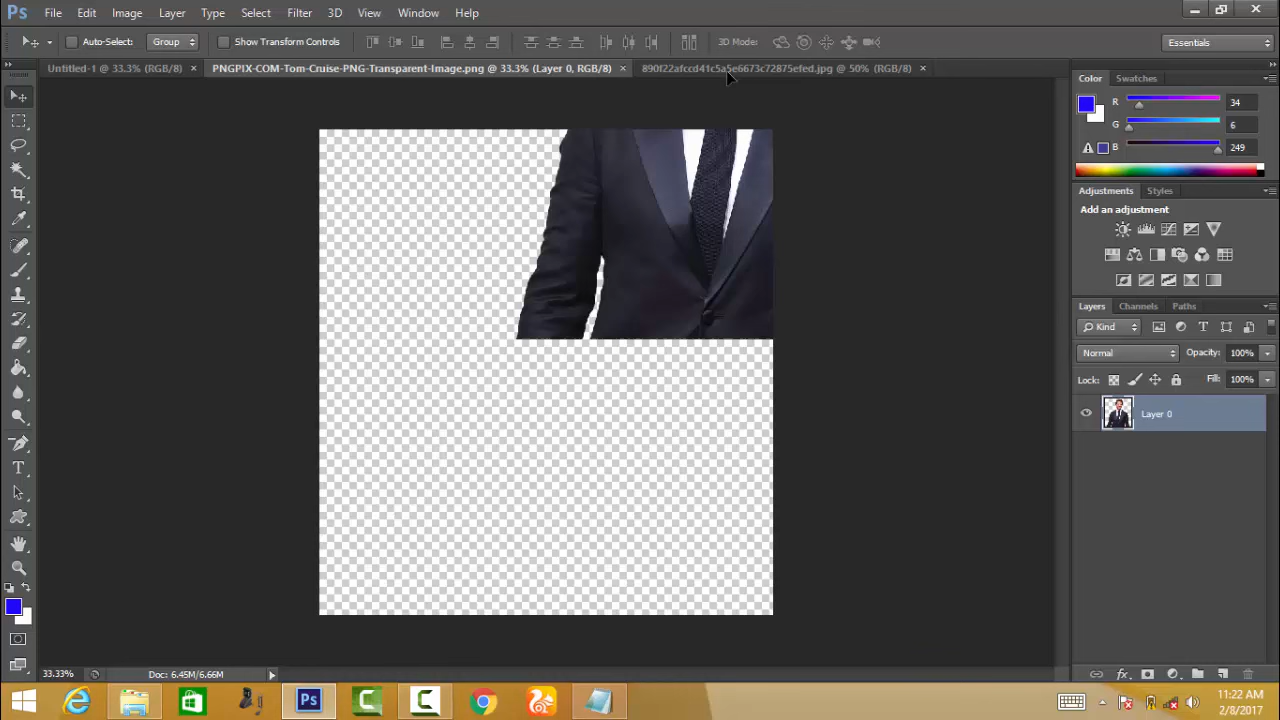 Ps File Edit Image Layer Type Select Filter 3D View Window Help
Auto-Select: Group Show Transform Controls 3D Mode: Essentials
Untitled-1 @ 33.3% (RGB/8) × PNGPIX-COM-Tom-Cruise-PNG-Transparent-Image.png @ 33.3% (Layer 0, RGB/8) × 890f22afccd41c5a5e6673c72875efed.jpg @ 50% (RGB/8) ×
Color Swatches
R 34
G 6
B 249
Adjustments Styles
Add an adjustment
Layers Channels Paths
Kind
Normal Opacity: 100%
Lock: Fill: 100%
Layer 0
33.33% Doc: 6.45M/6.66M
Ps
11:22 AM
2/8/2017